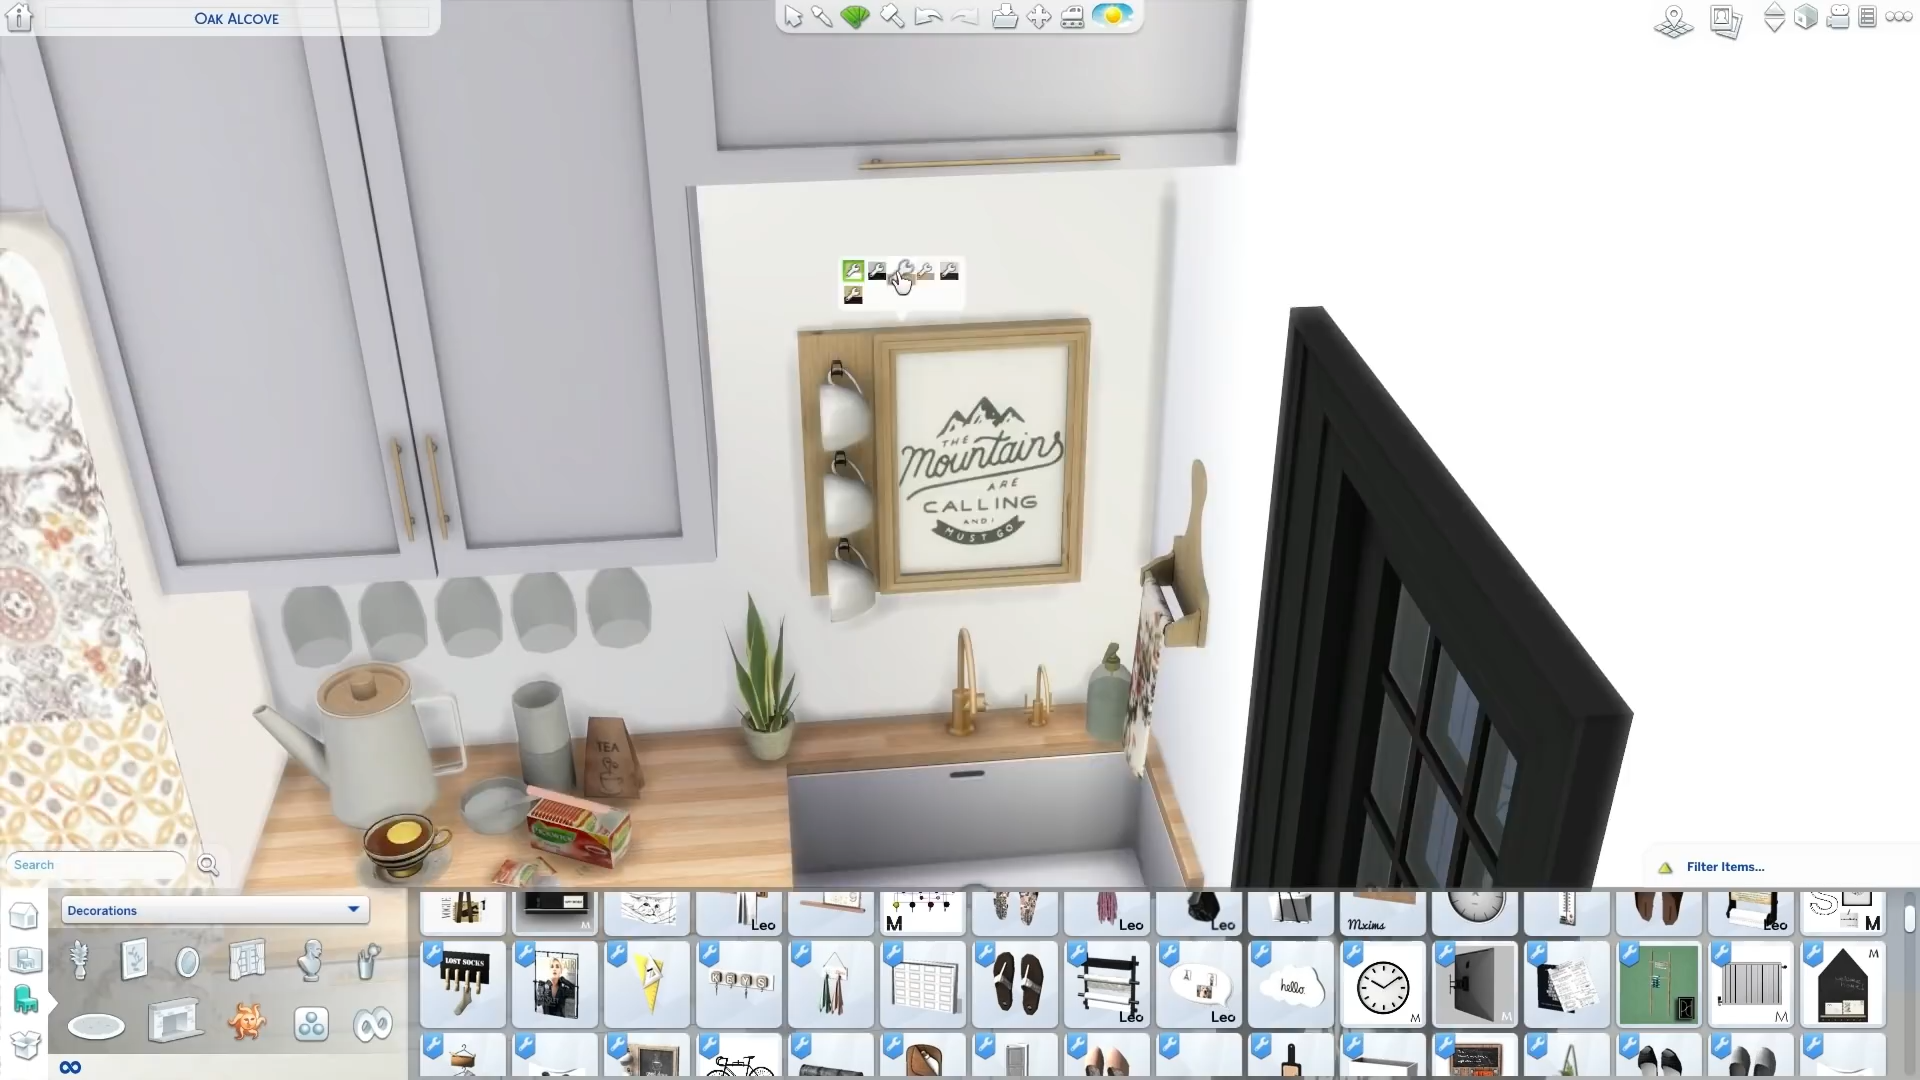 Oak Alcove
THE
Mountains
ARE
CALLING
AND I
MUST GO
TEA
Search
Filter Items...
Decorations
VOGUE
M
Leo
M
Leo
Leo
Mxims
Leo
M
LOST SOCKS
KEYS
Leo
Leo
hello.
M
M
M
M